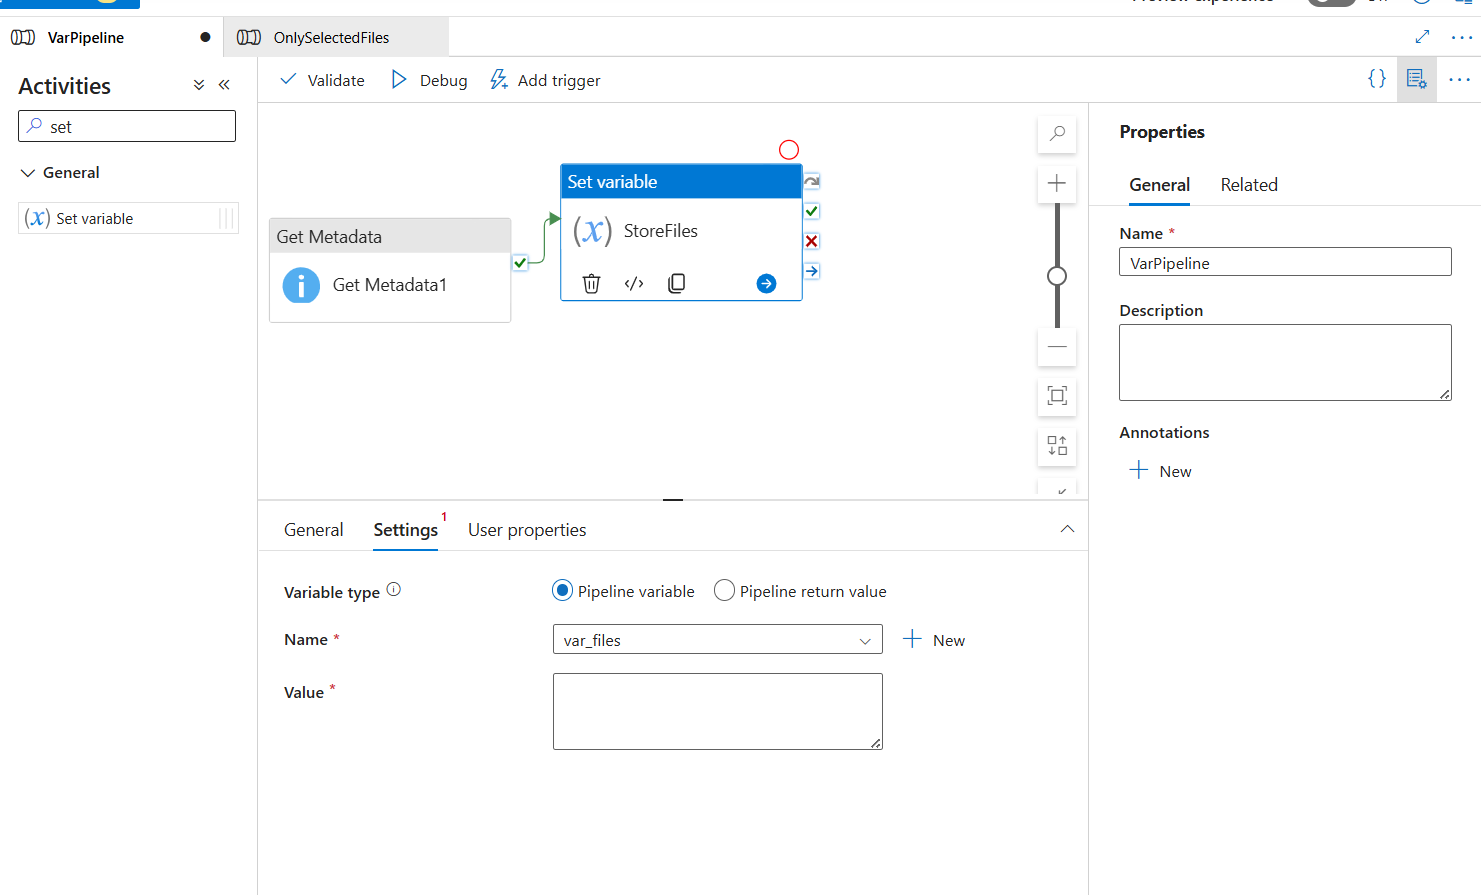 VarPipeline
OnlySelectedFiles
Activities
set
General
(x) Set variable
Validate
Debug
Add trigger
Get Metadata
Get Metadata1
Set variable
(x) StoreFiles
Properties
General
Related
Name *
VarPipeline
Description
Annotations
New
General
Settings 1
User properties
Variable type
Pipeline variable
Pipeline return value
Name *
var_files
New
Value *